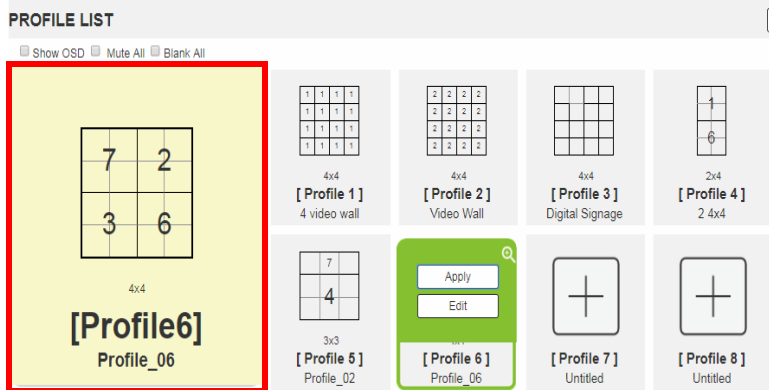 PROFILE LIST
Show OSD Mute All Blank All
7 2
3 6
4x4
[Profile6]
Profile_06
1 1 1 1
1 1 1 1
1 1 1 1
1 1 1 1
4x4
[ Profile 1 ]
4 video wall
2 2 2 2
2 2 2 2
2 2 2 2
2 2 2 2
4x4
[ Profile 2 ]
Video Wall
4x4
[ Profile 3 ]
Digital Signage
1
6
2x4
[ Profile 4 ]
2 4x4
7
4
3x3
[ Profile 5 ]
Profile_02
Apply
Edit
[ Profile 6 ]
Profile_06
[ Profile 7 ]
Untitled
[ Profile 8 ]
Untitled